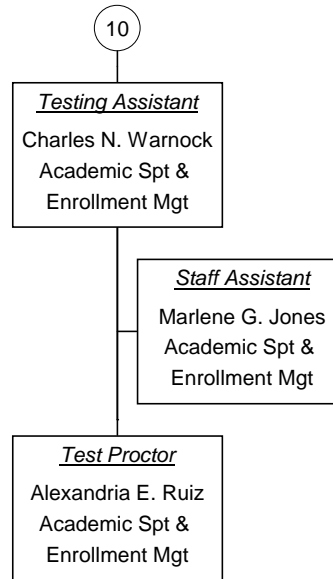 10
Testing Assistant
Charles N. Warnock
Academic Spt &
Enrollment Mgt
Staff Assistant
Marlene G. Jones
Academic Spt &
Enrollment Mgt
Test Proctor
Alexandria E. Ruiz
Academic Spt &
Enrollment Mgt